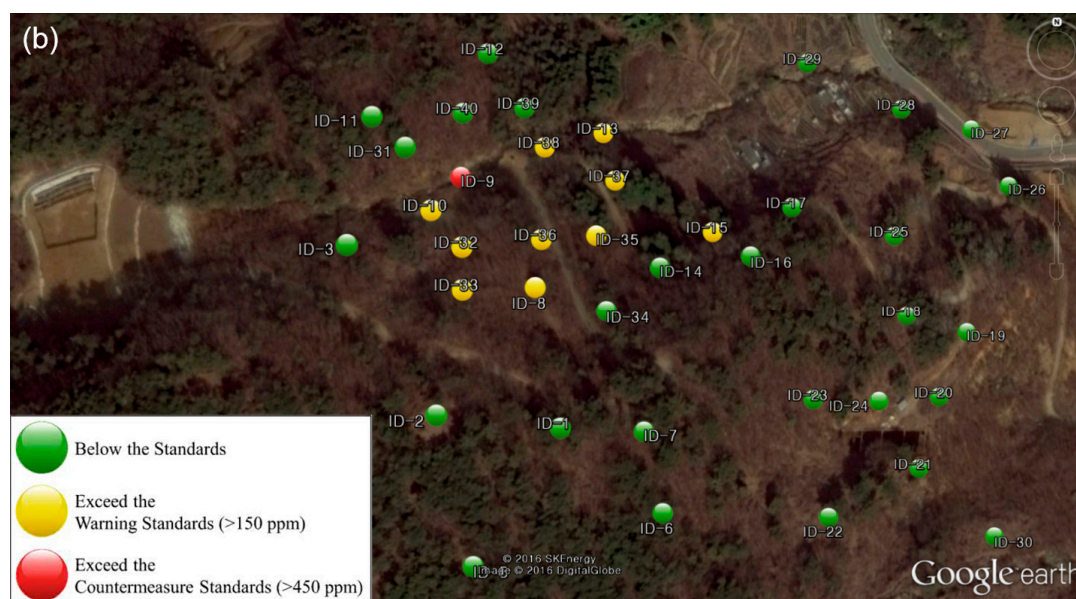 (b)
N
ID-12
ID-29
ID-11
ID-40
ID-39
ID-28
ID-31
ID-38
ID-13
ID-27
ID-9
ID-37
ID-26
ID-10
ID-17
ID-3
ID-32
ID-36
ID-35
ID-15
ID-25
ID-14
ID-16
ID-33
ID-8
ID-34
ID-18
ID-19
ID-2
ID-1
ID-7
ID-23
ID-24
ID-20
ID-21
ID-6
ID-22
ID-30
Below the Standards
Exceed the
Warning Standards (>150 ppm)
Exceed the
Countermeasure Standards (>450 ppm)
© 2016 SKEnergy
Image © 2016 DigitalGlobe
Google earth